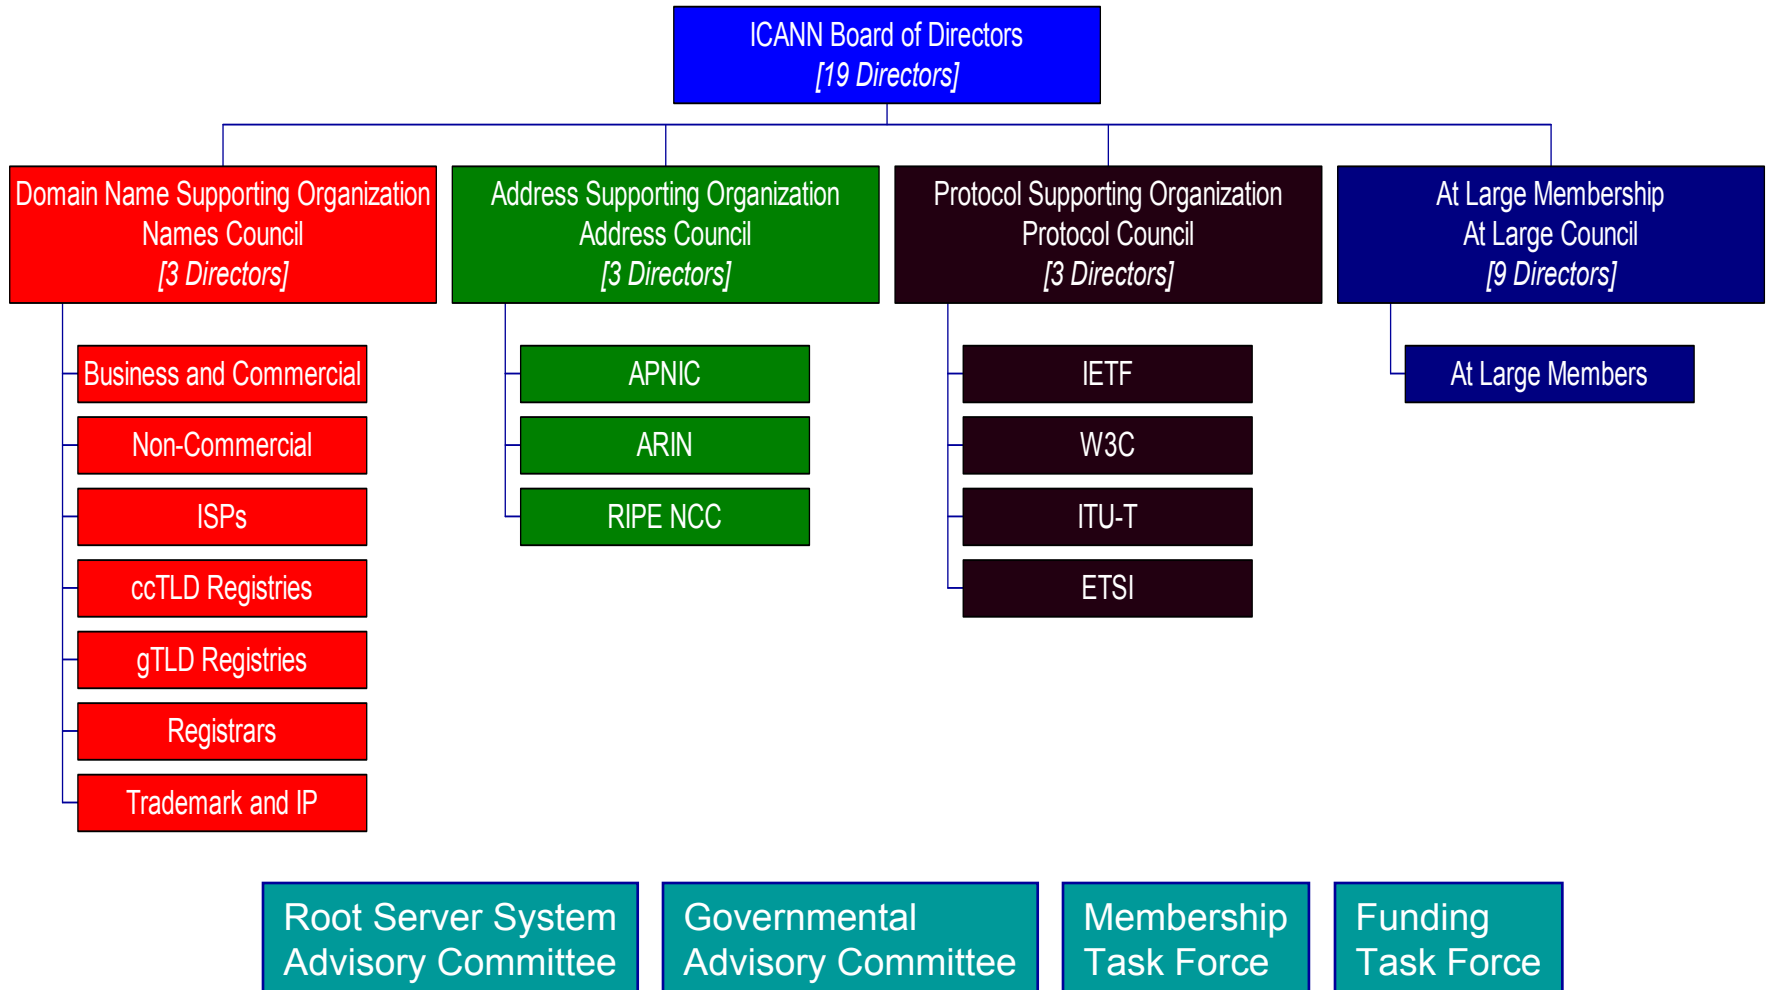 ICANN Board of Directors
[19 Directors]
Domain Name Supporting Organization
Names Council
[3 Directors]
Business and Commercial
Non-Commercial
ISPs
ccTLD Registries
gTLD Registries
Registrars
Trademark and IP
Address Supporting Organization
Address Council
[3 Directors]
APNIC
ARIN
RIPE NCC
Protocol Supporting Organization
Protocol Council
[3 Directors]
IETF
W3C
ITU-T
ETSI
At Large Membership
At Large Council
[9 Directors]
At Large Members
Root Server System
Advisory Committee
Governmental
Advisory Committee
Membership
Task Force
Funding
Task Force